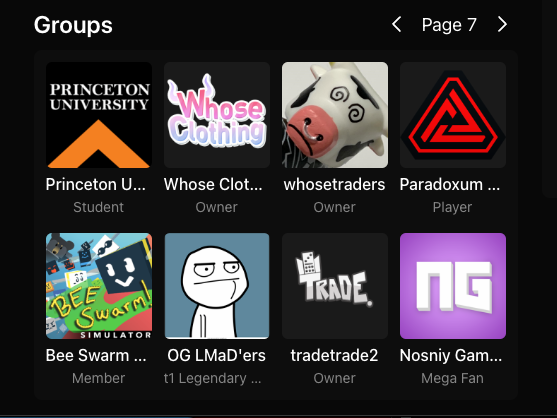 Groups
Page 7
PRINCETON
UNIVERSITY
Whose
Clothing
Princeton U...
Whose Clot...
whosetraders
Paradoxum ...
Student
Owner
Owner
Player
BEE
Swarm!
SIMULATOR
TRADE.
NG
Bee Swarm ...
OG LMaD'ers
tradetrade2
Nosniy Gam...
Member
t1 Legendary ...
Owner
Mega Fan